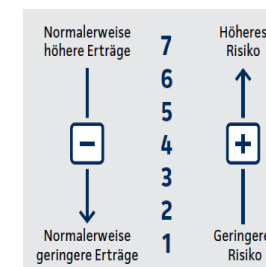 Normalerweise
höhere Erträge
7
Höheres
Risiko
6
5
−
4
+
3
2
Normalerweise
geringere Erträge
1
Geringere
Risiko